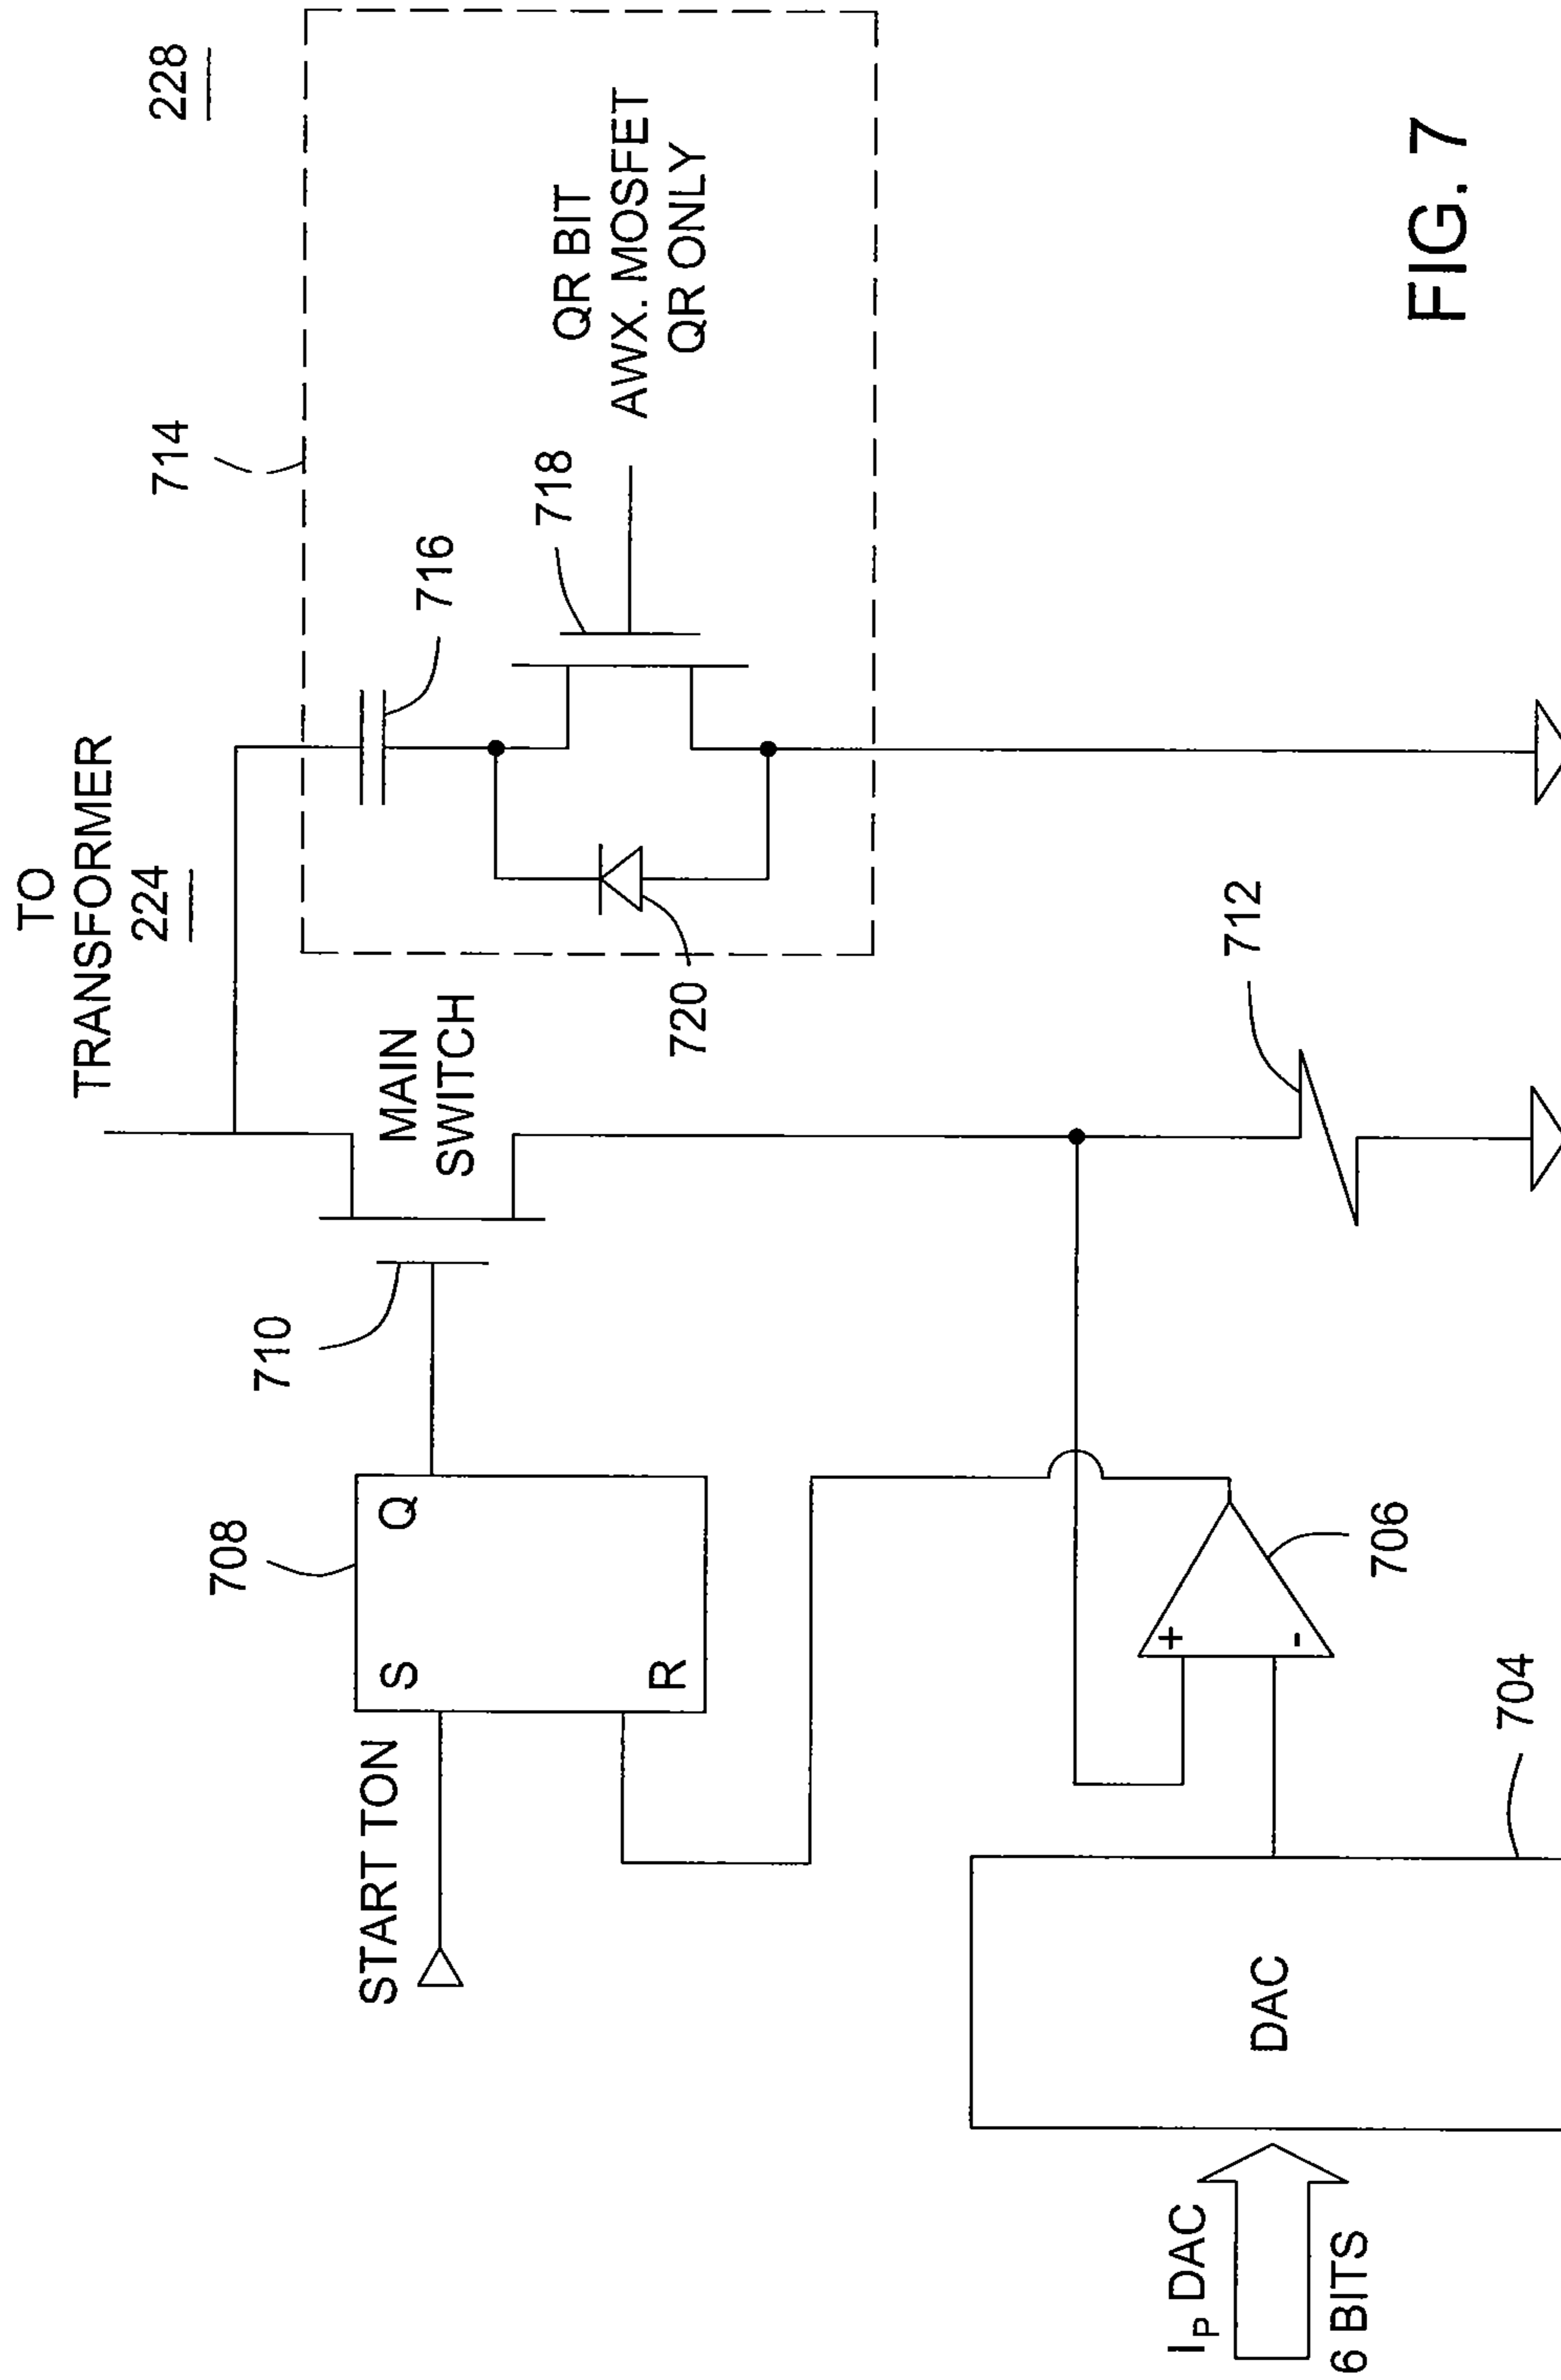 TO
TRANSFORMER
224
228
714
716
718
QR BIT
AWX. MOSFET
QR ONLY
720
MAIN
SWITCH
710
708
START TON
S
Q
R
712
706
+
-
704
DAC
IP DAC
6 BITS
FIG. 7